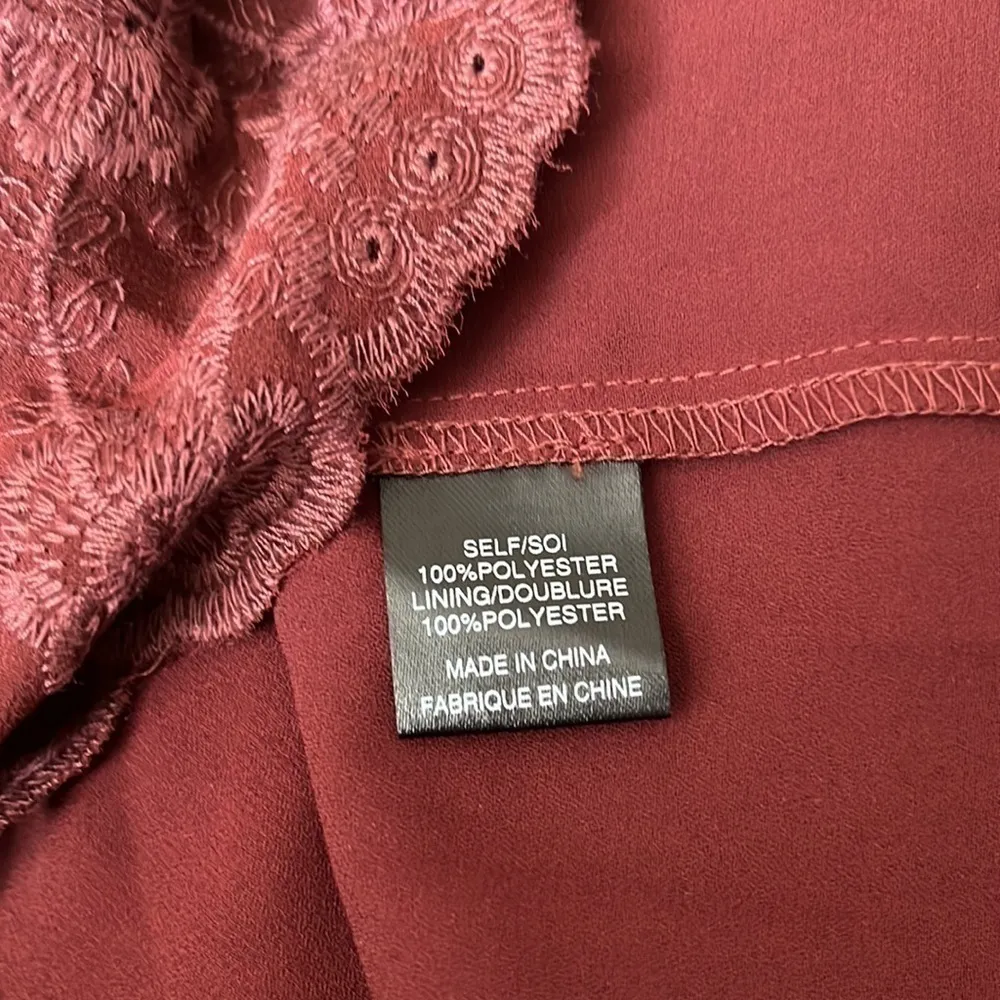 SELF/SOI
100%POLYESTER
LINING/DOUBLURE
100%POLYESTER
MADE IN CHINA
FABRIQUE EN CHINE